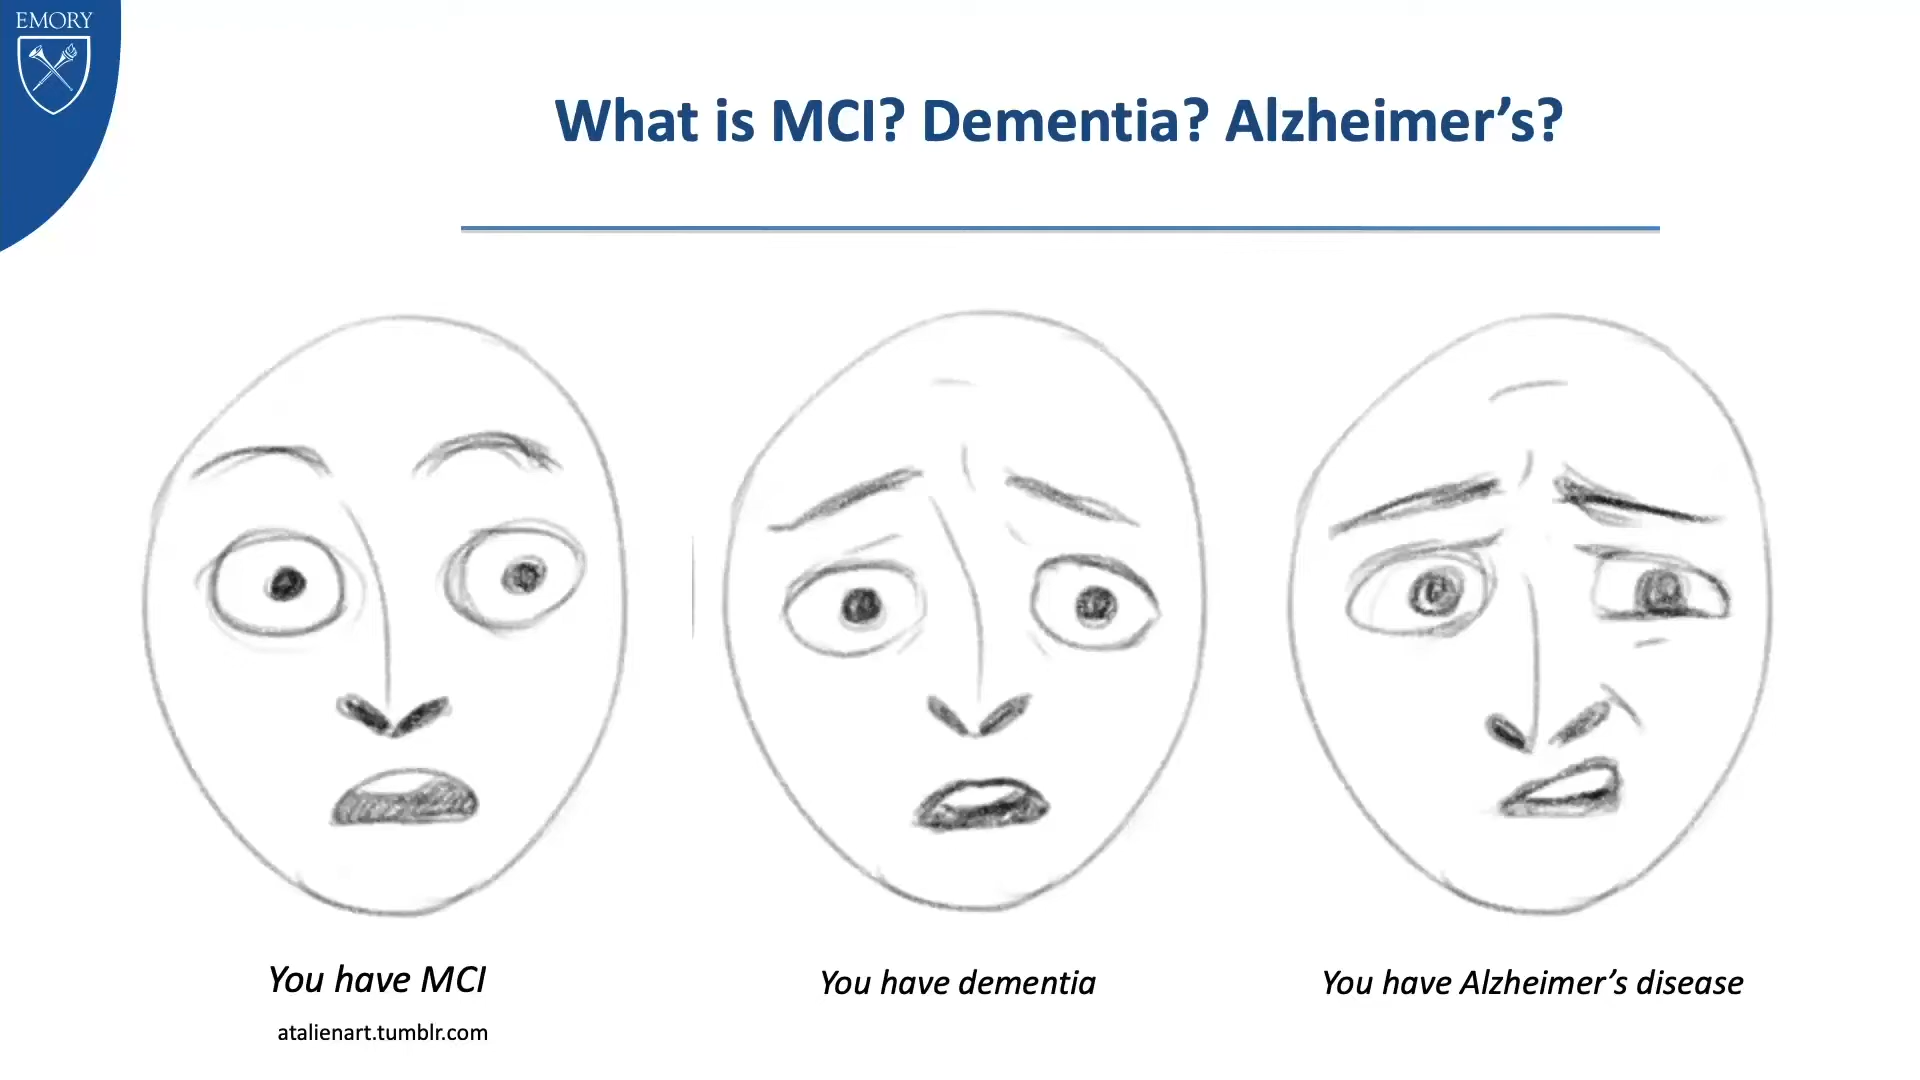 EMORY
What is MCI? Dementia? Alzheimer’s?
You have MCI
You have dementia
You have Alzheimer’s disease
atalienart.tumblr.com